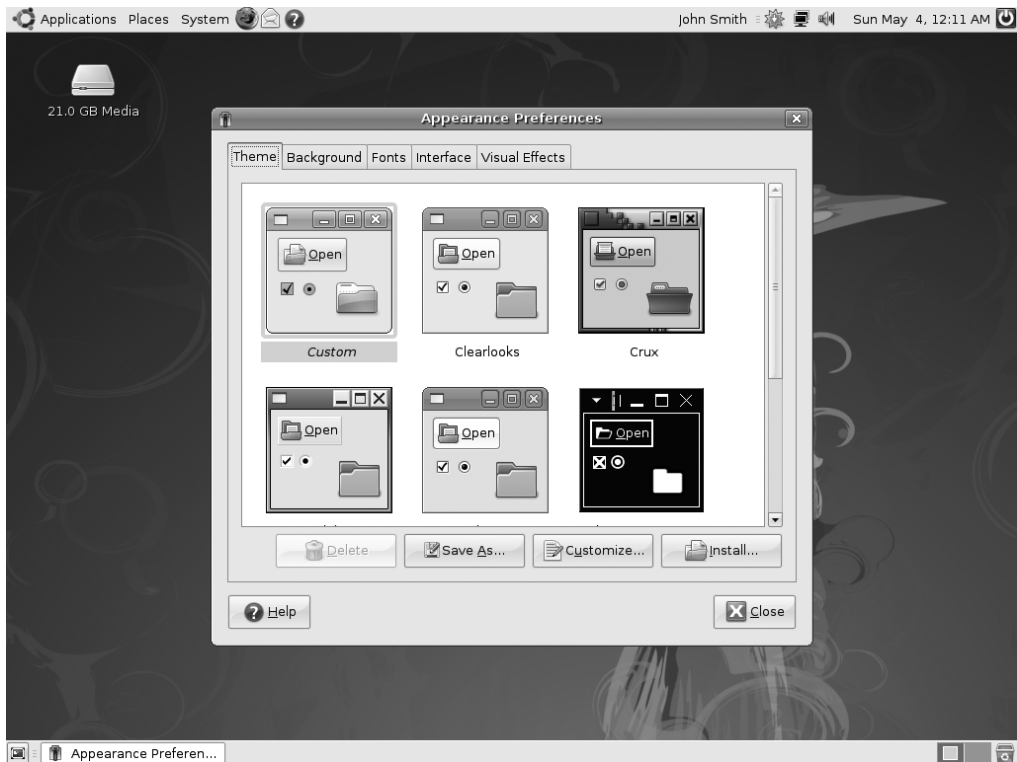 Applications Places System
John Smith
Sun May 4, 12:11 AM
21.0 GB Media
Appearance Preferences
Theme Background Fonts Interface Visual Effects
Open
Open
Open
Custom
Clearlooks
Crux
Open
Open
Open
Delete
Save As...
Customize...
Install...
Help
Close
Appearance Preferen...